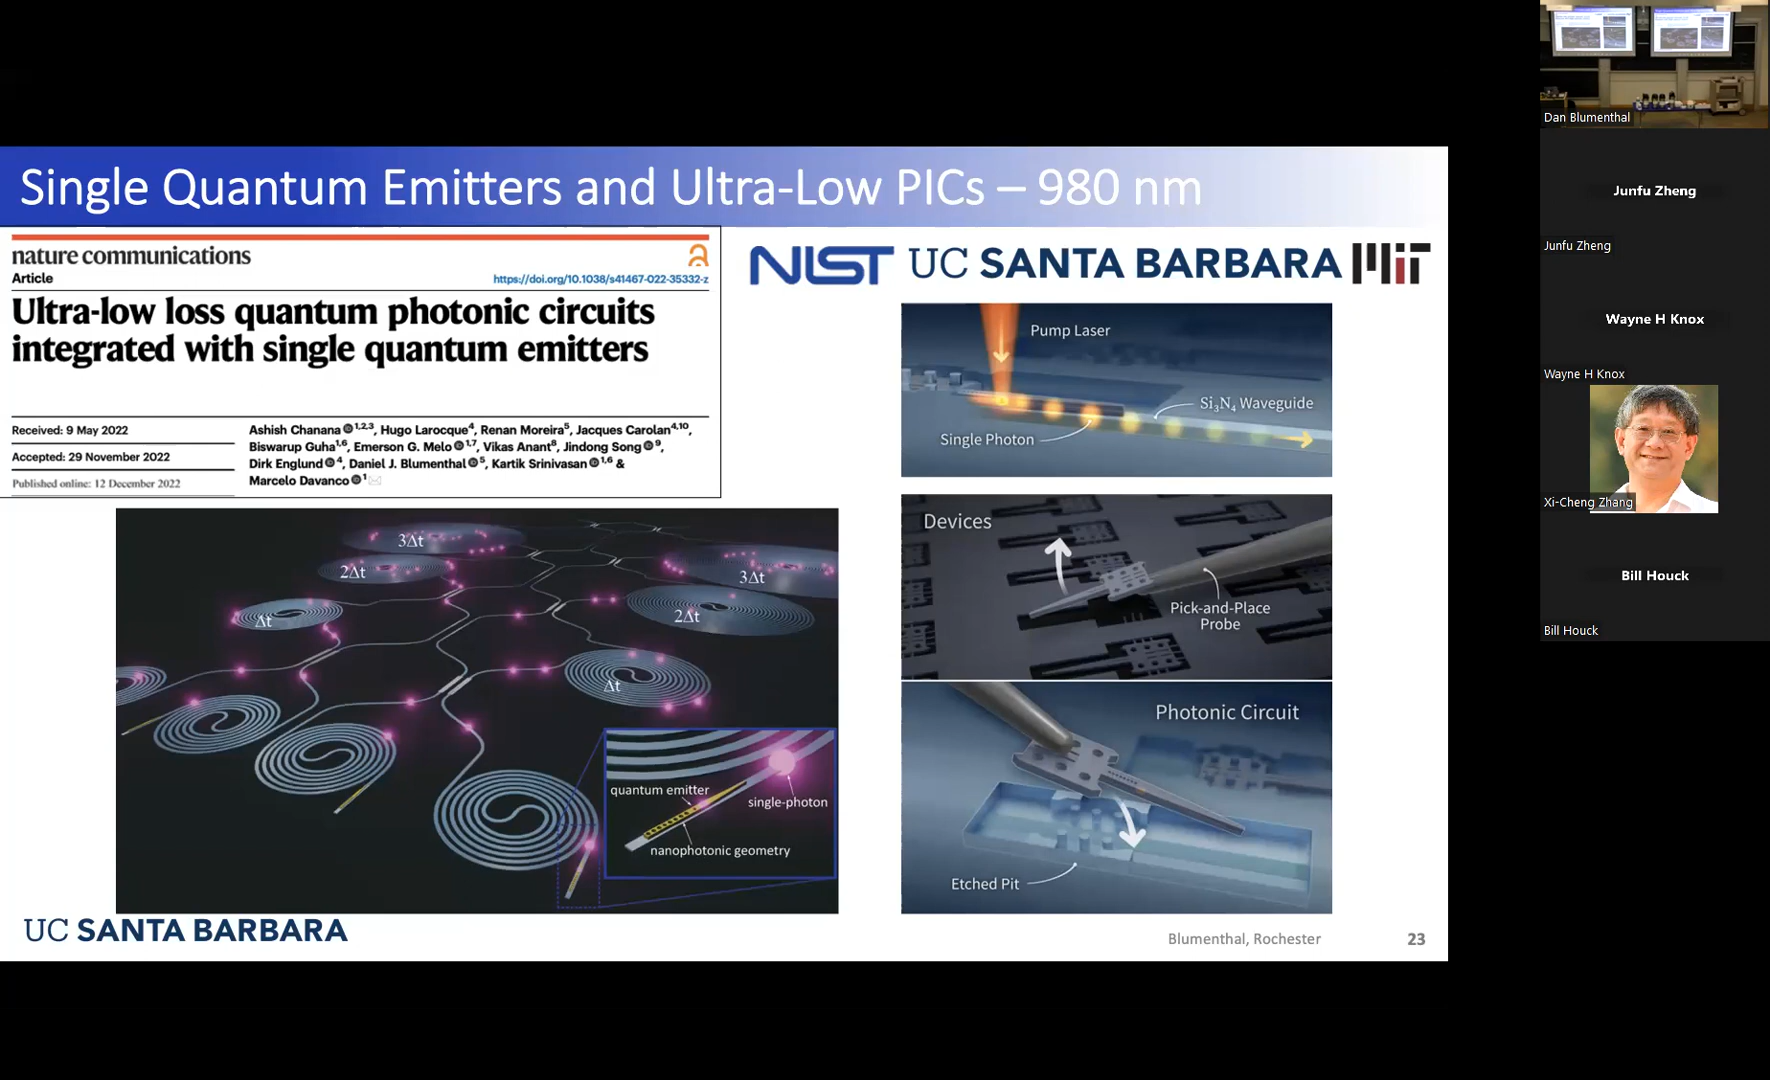 Single Quantum Emitters and Ultra-Low PICs – 980 nm
nature communications
Article
https://doi.org/10.1038/s41467-022-35332-z
Ultra-low loss quantum photonic circuits
integrated with single quantum emitters
Received: 9 May 2022
Accepted: 29 November 2022
Published online: 12 December 2022
Ashish Chanana 1,2,3, Hugo Larocque4, Renan Moreira5, Jacques Carolan4,10,
Biswarup Guha1,6, Emerson G. Melo 1,7, Vikas Anant8, Jindong Song 9,
Dirk Englund 4, Daniel J. Blumenthal 5, Kartik Srinivasan 1,6 &
Marcelo Davanco 1
NIST UC SANTA BARBARA MIT
Pump Laser
Si3N4 Waveguide
Single Photon
Devices
Pick-and-Place
Probe
Photonic Circuit
Etched Pit
3Δt
2Δt
Δt
3Δt
2Δt
Δt
quantum emitter
single-photon
nanophotonic geometry
UC SANTA BARBARA
Blumenthal, Rochester
23
Dan Blumenthal
Junfu Zheng
Junfu Zheng
Wayne H Knox
Wayne H Knox
Xi-Cheng Zhang
Bill Houck
Bill Houck